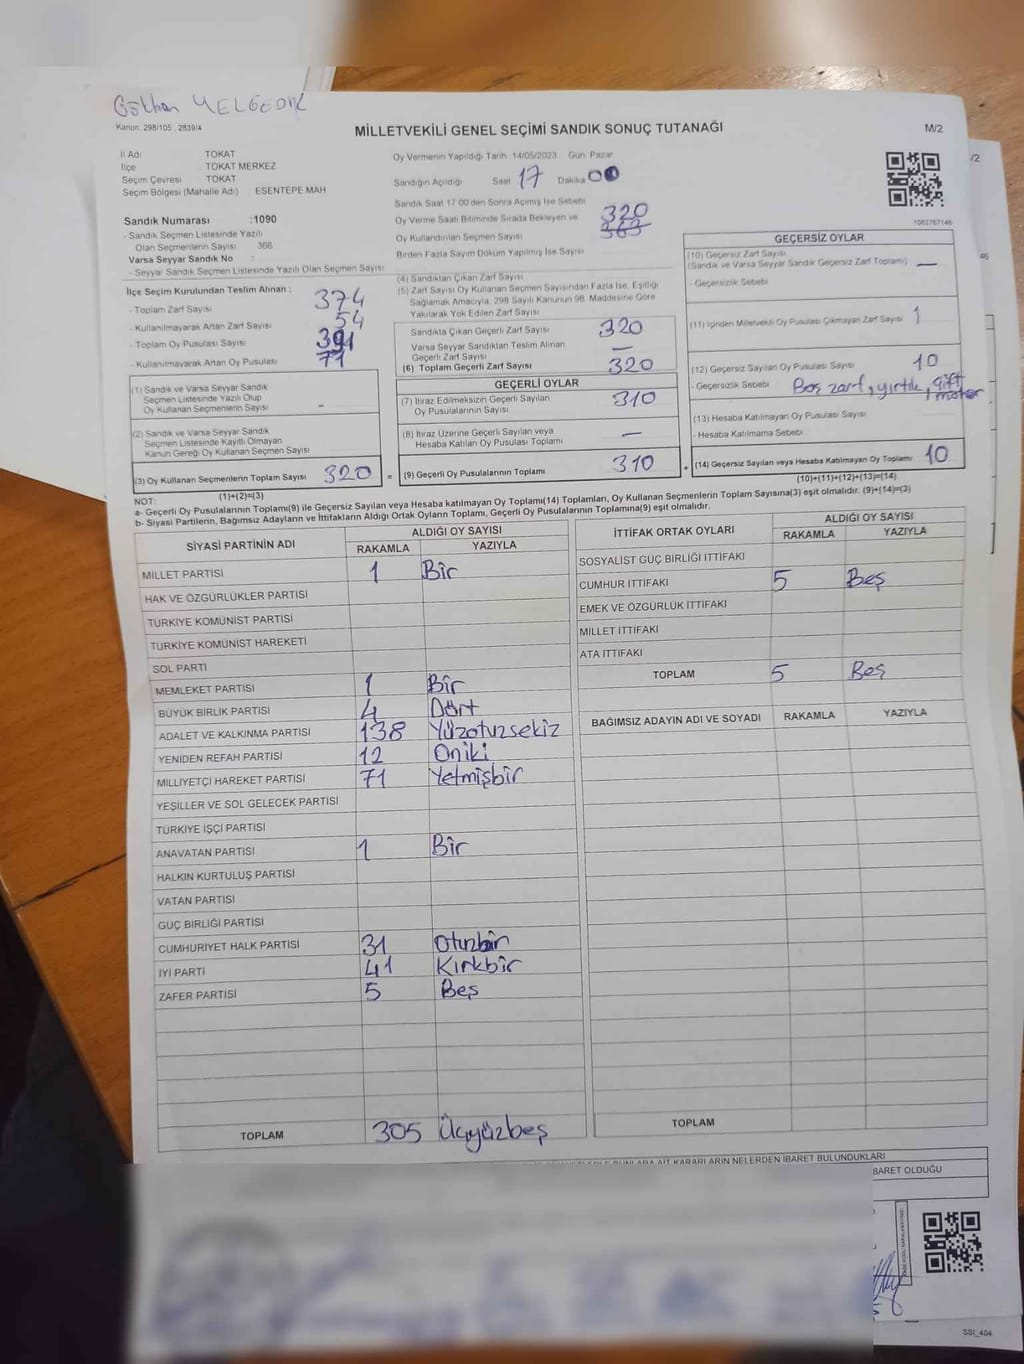 Gökhan YELGEDİK
Kanun: 298/105 , 2839/4
MİLLETVEKİLİ GENEL SEÇİMİ SANDIK SONUÇ TUTANAĞI
M/2
İl Adı TOKAT
İlçe TOKAT MERKEZ
Seçim Çevresi TOKAT
Seçim Bölgesi (Mahalle Adı) : ESENTEPE MAH
Sandık Numarası :1090
- Sandık Seçmen Listesinde Yazılı
Olan Seçmenlerin Sayısı 366
Varsa Seyyar Sandık No :
- Seyyar Sandık Seçmen Listesinde Yazılı Olan Seçmen Sayısı
Oy Vermenin Yapıldığı Tarih 14/05/2023 Gün: Pazar
Sandığın Açıldığı Saat 17 Dakika 00
Sandık Saat 17:00'den Sonra Açımış İse Sebebi
Oy Verme Saati Bitiminde Sırada Bekleyen ve 320
Oy Kullandırılan Seçmen Sayısı 363
Birden Fazla Sayım Döküm Yapılmış İse Sayısı
1083767146
İlçe Seçim Kurulundan Teslim Alınan :
- Toplam Zarf Sayısı 374
- Kullanılmayarak Artan Zarf Sayısı 54
- Toplam Oy Pusulası Sayısı 391
- Kullanılmayarak Artan Oy Pusulası 71
(1) Sandık ve Varsa Seyyar Sandık
Seçmen Listesinde Yazılı Olup
Oy Kullanan Seçmenlerin Sayısı
(2) Sandık ve Varsa Seyyar Sandık
Seçmen Listesinde Kayıtlı Olmayan
Kanun Gereği Oy Kullanan Seçmen Sayısı
(3) Oy Kullanan Seçmenlerin Toplam Sayısı 320 =
(1)+(2)=(3)
(4) Sandıktan Çıkan Zarf Sayısı
(5) Zarf Sayısı Oy Kullanan Seçmen Sayısından Fazla İse, Eşitliği
Sağlamak Amacıyla, 298 Sayılı Kanunun 98. Maddesine Göre
Yakılarak Yok Edilen Zarf Sayısı
Sandıkta Çıkan Geçerli Zarf Sayısı 320
Varsa Seyyar Sandıktan Teslim Alınan
Geçerli Zarf Sayısı —
(6) Toplam Geçerli Zarf Sayısı 320
GEÇERLİ OYLAR
(7) İtiraz Edilmeksizin Geçerli Sayılan
Oy Pusulalarının Sayısı 310
(8) İtiraz Üzerine Geçerli Sayılan veya
Hesaba Katılan Oy Pusulası Toplamı —
(9) Geçerli Oy Pusulalarının Toplamı 310 +
GEÇERSİZ OYLAR
(10) Geçersiz Zarf Sayısı
(Sandık ve Varsa Seyyar Sandık Geçersiz Zarf Toplamı) —
- Geçersizlik Sebebi
(11) İçinden Milletvekili Oy Pusulası Çıkmayan Zarf Sayısı 1
(12) Geçersiz Sayılan Oy Pusulası Sayısı 10
- Geçersizlik Sebebi Boş zarf, yırtık, çift
mühür
(13) Hesaba Katılmayan Oy Pusulası Sayısı
- Hesaba Katılmama Sebebi
(14) Geçersiz Sayılan veya Hesaba Katılmayan Oy Toplamı 10
(10)+(11)+(12)+(13)=(14)
NOT:
a- Geçerli Oy Pusulalarının Toplamı(9) ile Geçersiz Sayılan veya Hesaba katılmayan Oy Toplamı(14) Toplamları, Oy Kullanan Seçmenlerin Toplam Sayısına(3) eşit olmalıdır. (9)+(14)=(3)
b- Siyasi Partilerin, Bağımsız Adayların ve İttifakların Aldığı Ortak Oyların Toplamı, Geçerli Oy Pusulalarının Toplamına(9) eşit olmalıdır.
SİYASİ PARTİNİN ADI ALDIĞI OY SAYISI
RAKAMLA YAZIYLA
MİLLET PARTİSİ 1 Bir
HAK VE ÖZGÜRLÜKLER PARTİSİ
TÜRKİYE KOMÜNİST PARTİSİ
TÜRKİYE KOMÜNİST HAREKETİ
SOL PARTİ
MEMLEKET PARTİSİ 1 Bir
BÜYÜK BİRLİK PARTİSİ 4 Dört
ADALET VE KALKINMA PARTİSİ 138 Yüzotuzsekiz
YENİDEN REFAH PARTİSİ 12 Oniki
MİLLİYETÇİ HAREKET PARTİSİ 71 Yetmişbir
YEŞİLLER VE SOL GELECEK PARTİSİ
TÜRKİYE İŞÇİ PARTİSİ
ANAVATAN PARTİSİ 1 Bir
HALKIN KURTULUŞ PARTİSİ
VATAN PARTİSİ
GÜÇ BİRLİĞİ PARTİSİ
CUMHURİYET HALK PARTİSİ 31 Otuzbir
İYİ PARTİ 41 Kırkbir
ZAFER PARTİSİ 5 Beş
TOPLAM 305 Üçyüzbeş
İTTİFAK ORTAK OYLARI ALDIĞI OY SAYISI
RAKAMLA YAZIYLA
SOSYALİST GÜÇ BİRLİĞİ İTTİFAKI
CUMHUR İTTİFAKI 5 Beş
EMEK VE ÖZGÜRLÜK İTTİFAKI
MİLLET İTTİFAKI
ATA İTTİFAKI
TOPLAM 5 Beş
BAĞIMSIZ ADAYIN ADI VE SOYADI RAKAMLA YAZIYLA
TOPLAM
KARARLARIN NELERDEN İBARET BULUNDUKLARI
BARET OLDUĞU
SSI_404